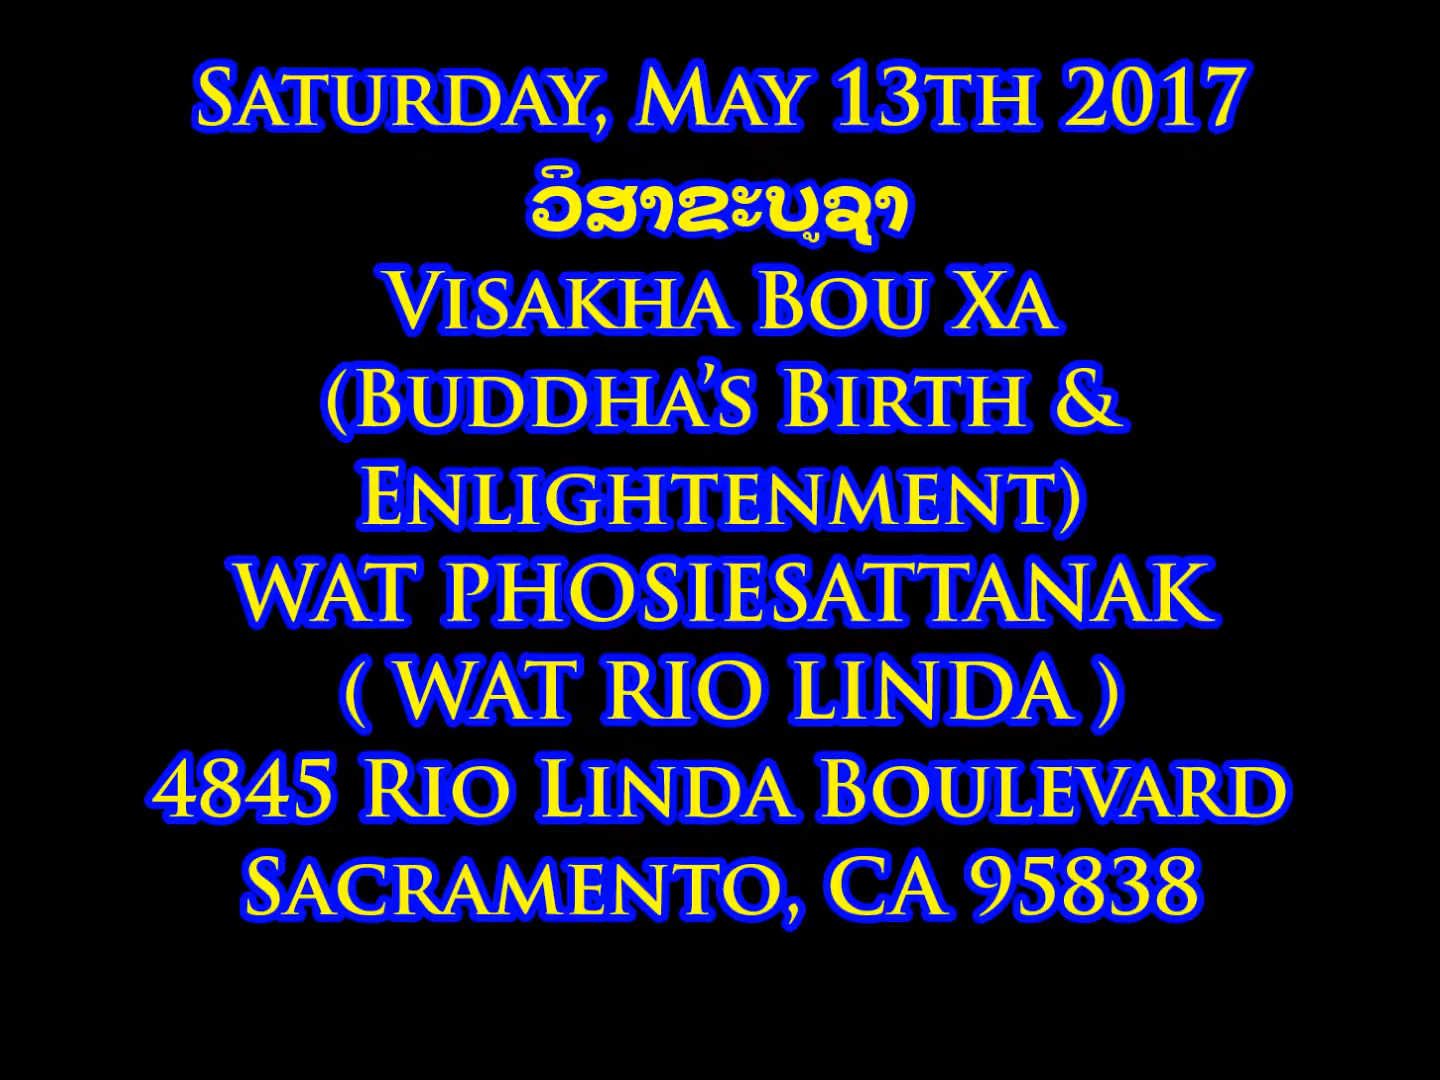 Saturday, May 13th 2017
ວິສາຂະບູຊາ
Visakha Bou Xa
(Buddha’s Birth &
Enlightenment)
WAT PHOSIESATTANAK
( WAT RIO LINDA )
4845 Rio Linda Boulevard
Sacramento, CA 95838